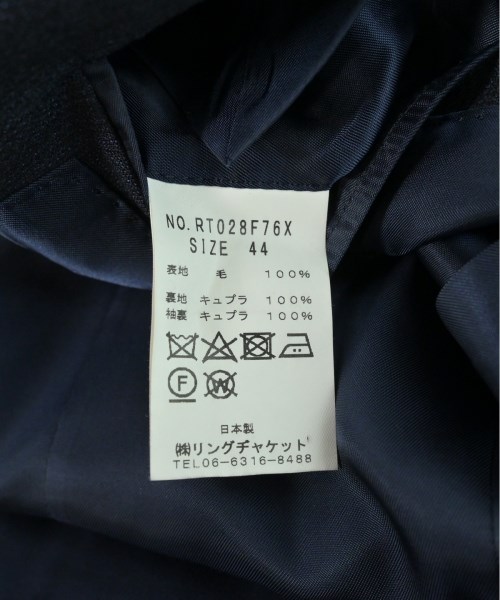 NO.RT028F76X
SIZE 44
表地 毛 100%
裏地 キュプラ 100%
袖裏 キュプラ 100%
F W
日本製
㈱リングヂャケット
TEL06-6316-8488